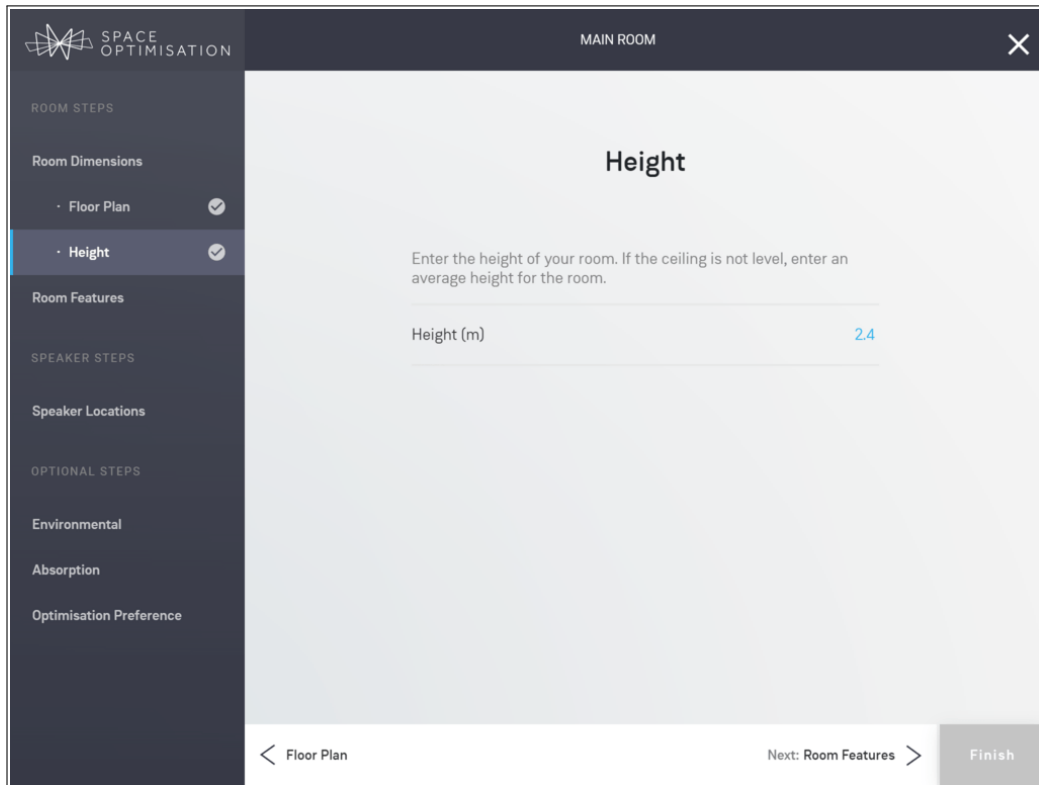 SPACE
OPTIMISATION
MAIN ROOM
ROOM STEPS
Room Dimensions
· Floor Plan
· Height
Room Features
SPEAKER STEPS
Speaker Locations
OPTIONAL STEPS
Environmental
Absorption
Optimisation Preference
Height
Enter the height of your room. If the ceiling is not level, enter an
average height for the room.
Height (m) 2.4
Floor Plan
Next: Room Features
Finish